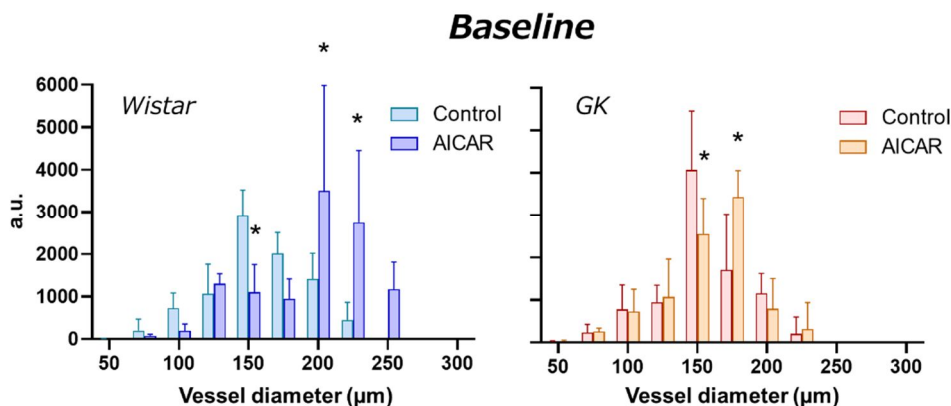 Baseline
*
6000
5000
4000
3000
2000
1000
0
a.u.
Wistar
Control
AICAR
*
*
50 100 150 200 250 300
Vessel diameter (µm)
GK
Control
AICAR
*
*
50 100 150 200 250 300
Vessel diameter (µm)